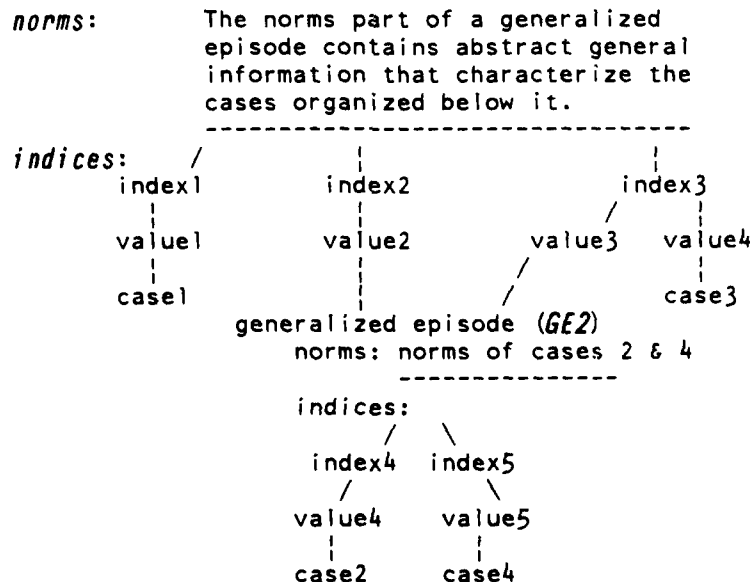 norms: The norms part of a generalized
episode contains abstract general
information that characterize the
cases organized below it.
indices:
index1 index2 index3
value1 value2 value3 value4
case1 case3
generalized episode (GE2)
norms: norms of cases 2 & 4
indices:
index4 index5
value4 value5
case2 case4